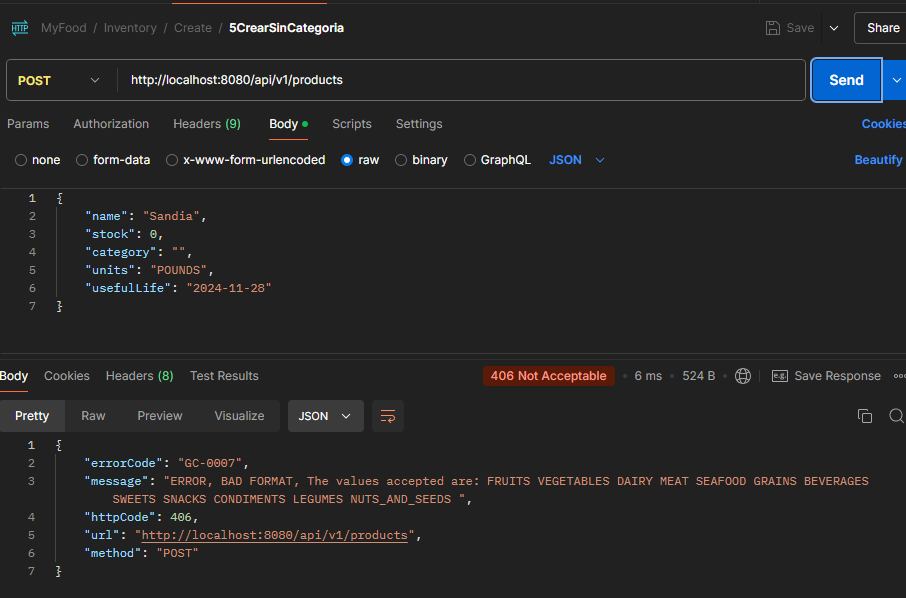 HTTP MyFood / Inventory / Create / 5CrearSinCategoria Save Share
POST http://localhost:8080/api/v1/products Send
Params Authorization Headers (9) Body Scripts Settings Cookies
none form-data x-www-form-urlencoded raw binary GraphQL JSON Beautify
1 {
2 "name": "Sandia",
3 "stock": 0,
4 "category": "",
5 "units": "POUNDS",
6 "usefulLife": "2024-11-28"
7 }
Body Cookies Headers (8) Test Results 406 Not Acceptable • 6 ms • 524 B • e.g. Save Response
Pretty Raw Preview Visualize JSON
1 {
2 "errorCode": "GC-0007",
3 "message": "ERROR, BAD FORMAT, The values accepted are: FRUITS VEGETABLES DAIRY MEAT SEAFOOD GRAINS BEVERAGES
SWEETS SNACKS CONDIMENTS LEGUMES NUTS_AND_SEEDS ",
4 "httpCode": 406,
5 "url": "http://localhost:8080/api/v1/products",
6 "method": "POST"
7 }